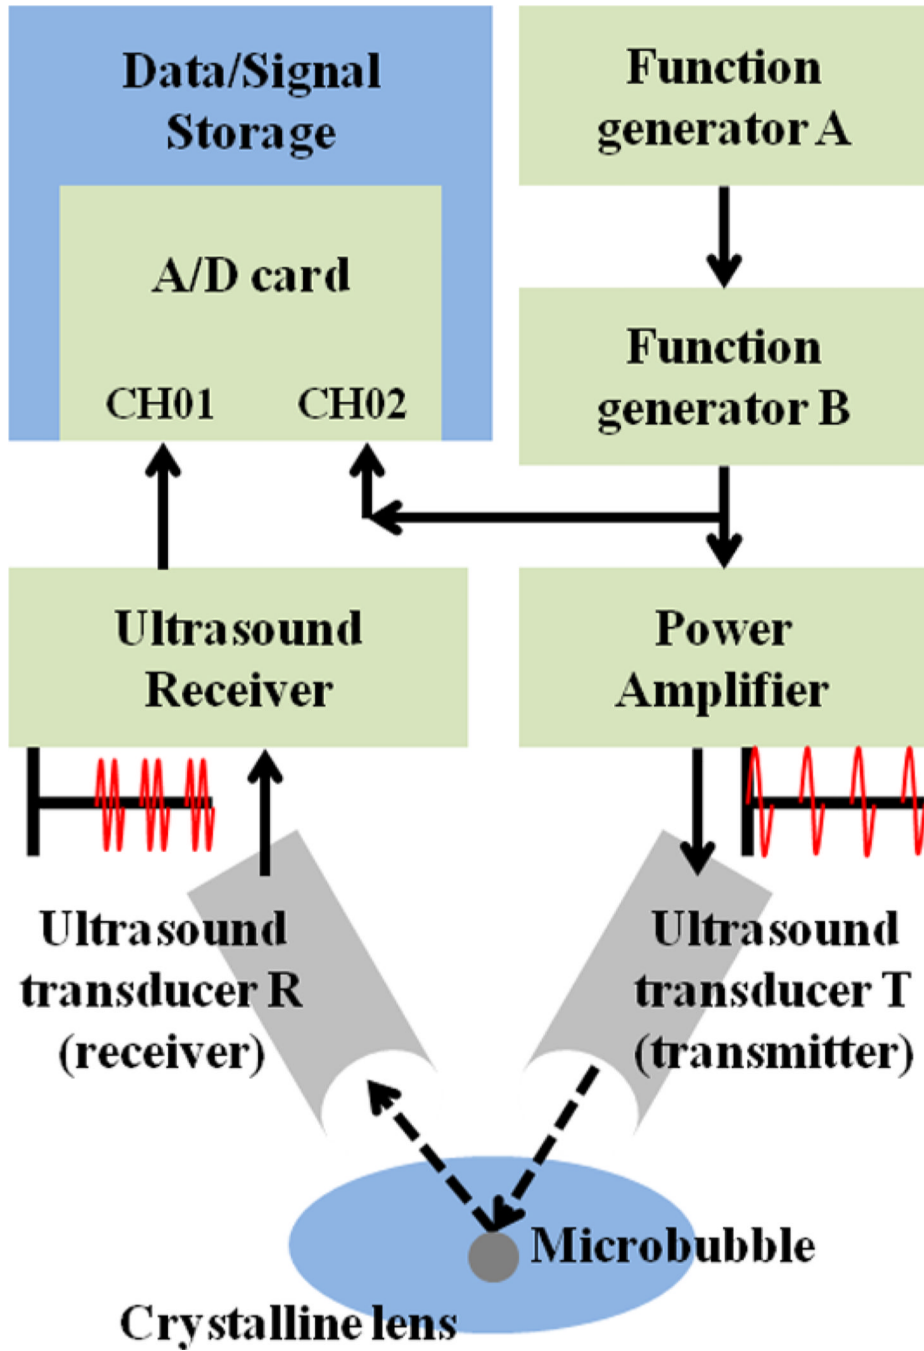 Data/Signal
Storage
A/D card
CH01
CH02
Function
generator A
Function
generator B
Ultrasound
Receiver
Power
Amplifier
Ultrasound
transducer R
(receiver)
Ultrasound
transducer T
(transmitter)
Microbubble
Crystalline lens